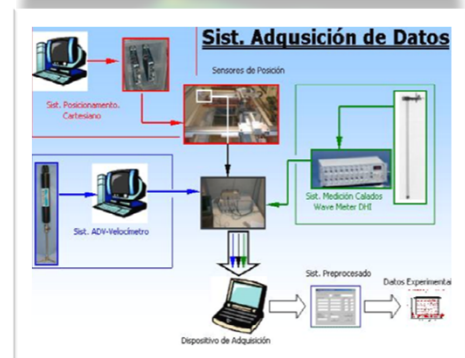 Sist. Adqusición de Datos
Sensores de Posición
Sist. Posicionamento.
Cartesiano
Sist. Medición Calados
Wave Meter DHI
Sist. ADV-Velocímetro
Sist. Preprocesado
Datos Experimental
Dispositivo de Adquisición